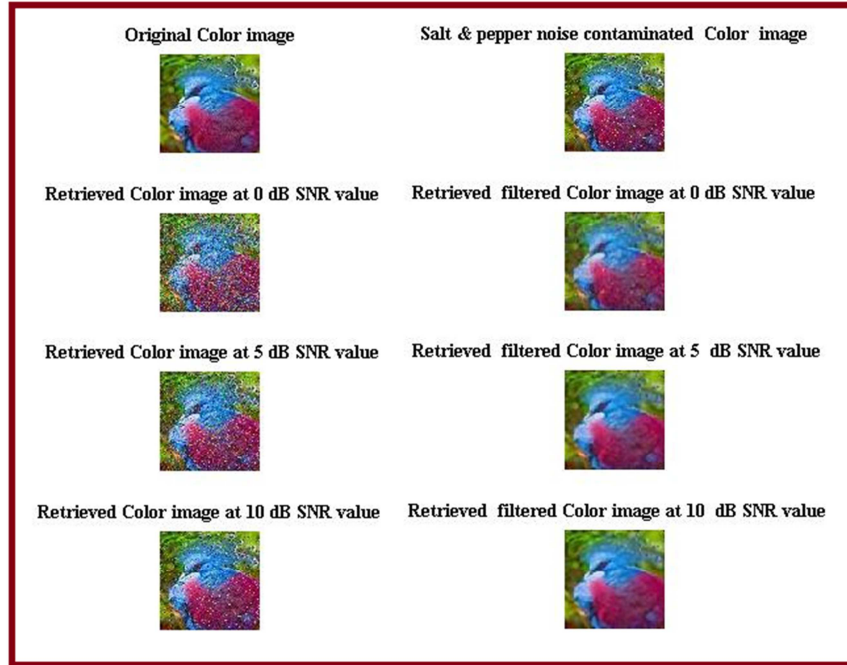 Original Color image
Salt & pepper noise contaminated Color image
Retrieved Color image at 0 dB SNR value
Retrieved filtered Color image at 0 dB SNR value
Retrieved Color image at 5 dB SNR value
Retrieved filtered Color image at 5 dB SNR value
Retrieved Color image at 10 dB SNR value
Retrieved filtered Color image at 10 dB SNR value